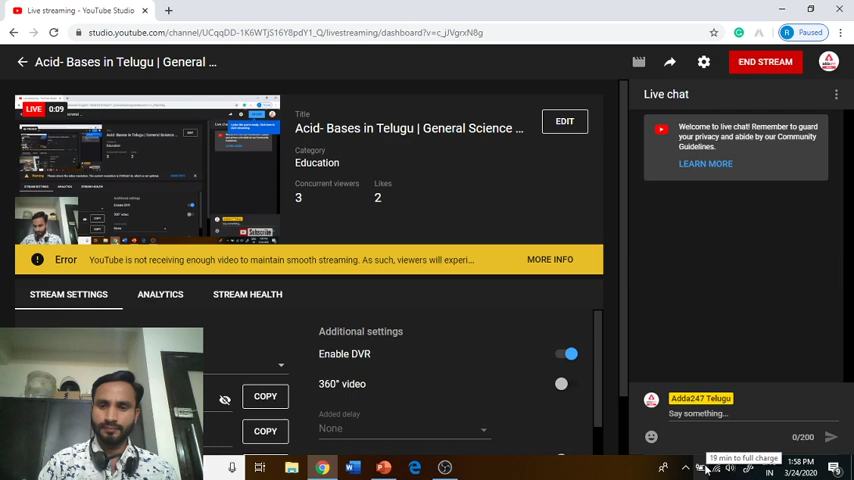 Live streaming - YouTube Studio
studio.youtube.com/channel/UCqqDD-1K6WTjS16Y8pdY1_Q/livestreaming/dashboard?v=c_jJVgrxN8g
Paused
Acid- Bases in Telugu | General ...
END STREAM
LIVE 0:09
Title
Acid- Bases in Telugu | General Science ...
EDIT
Category
Education
Concurrent viewers
Likes
3
2
Error
YouTube is not receiving enough video to maintain smooth streaming. As such, viewers will experi...
MORE INFO
STREAM SETTINGS
ANALYTICS
STREAM HEALTH
Additional settings
Enable DVR
360° video
Added delay
None
COPY
COPY
Live chat
Welcome to live chat! Remember to guard
your privacy and abide by our Community
Guidelines.
LEARN MORE
Adda247 Telugu
Say something...
0/200
19 min to full charge
IN
1:58 PM
3/24/2020